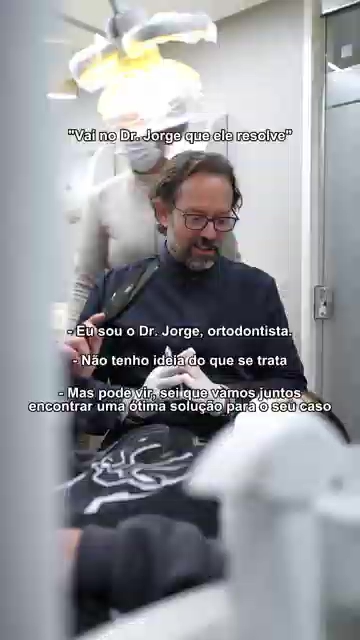 "Vai no Dr. Jorge que ele resolve"
- Eu sou o Dr. Jorge, ortodontista.
- Não tenho ideia do que se trata
- Mas pode vir, sei que vamos juntos
encontrar uma ótima solução para o seu caso